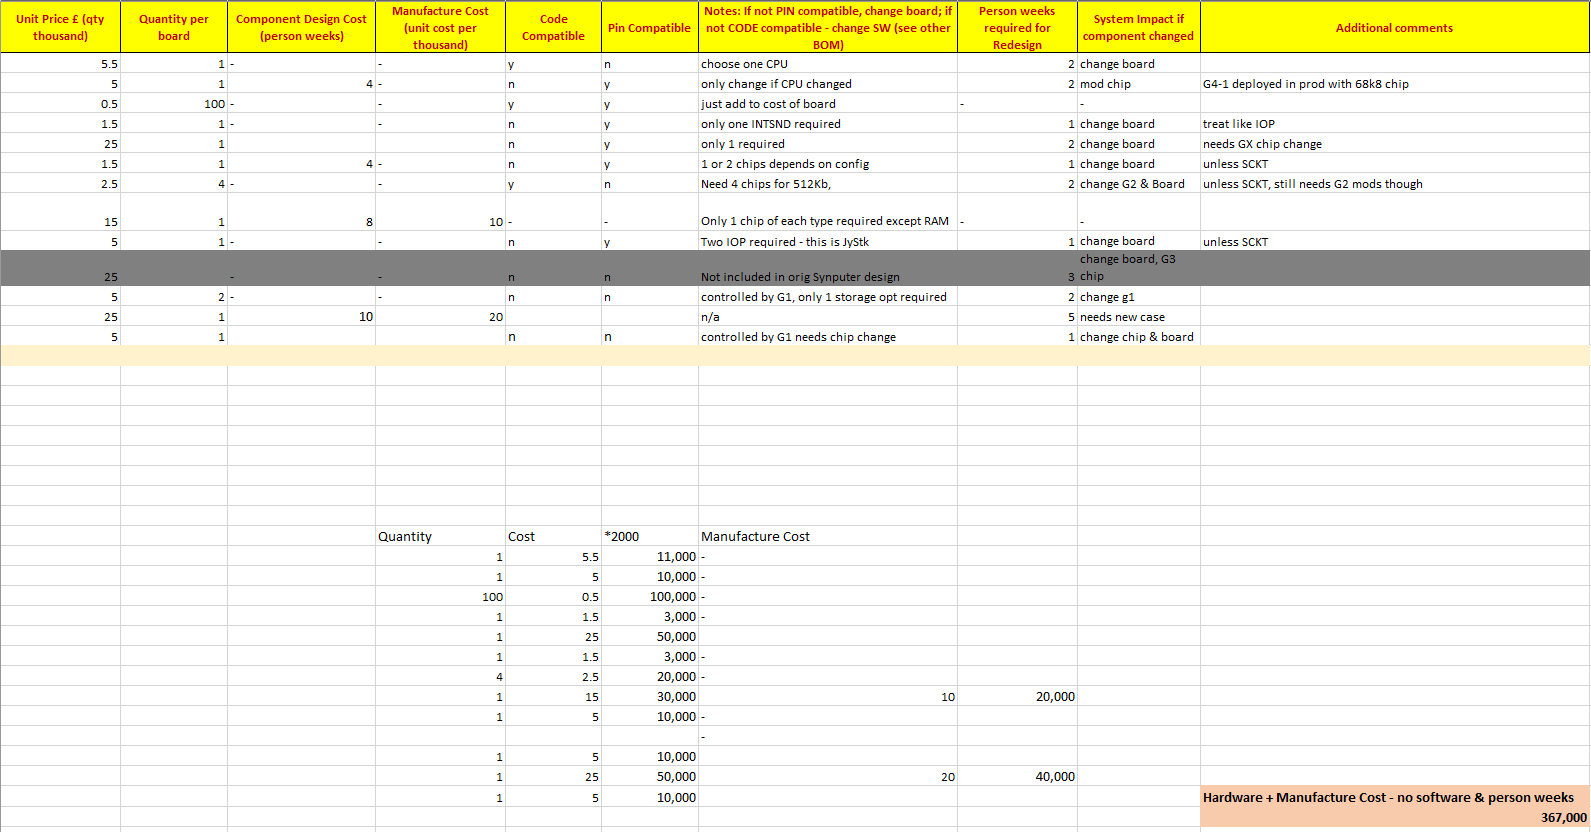 Unit Price £ (qty thousand) Quantity per board Component Design Cost (person weeks) Manufacture Cost (unit cost per thousand) Code Compatible Pin Compatible Notes: If not PIN compatible, change board; if not CODE compatible - change SW (see other BOM) Person weeks required for Redesign System Impact if component changed Additional comments
5.5 1 - - y n choose one CPU 2 change board
5 1 4 - n y only change if CPU changed 2 mod chip G4-1 deployed in prod with 68k8 chip
0.5 100 - - y y just add to cost of board - -
1.5 1 - - n y only one INTSND required 1 change board treat like IOP
25 1 n y only 1 required 2 change board needs GX chip change
1.5 1 4 - n y 1 or 2 chips depends on config 1 change board unless SCKT
2.5 4 - - y n Need 4 chips for 512Kb, 2 change G2 & Board unless SCKT, still needs G2 mods though
15 1 8 10 - - Only 1 chip of each type required except RAM - -
5 1 - - n y Two IOP required - this is JyStk 1 change board unless SCKT
25 - - n n Not included in orig Synputer design 3 change board, G3 chip
5 2 - - n n controlled by G1, only 1 storage opt required 2 change g1
25 1 10 20 n/a 5 needs new case
5 1 n n controlled by G1 needs chip change 1 change chip & board
Quantity Cost *2000 Manufacture Cost
1 5.5 11,000 -
1 5 10,000 -
100 0.5 100,000 -
1 1.5 3,000 -
1 25 50,000
1 1.5 3,000 -
4 2.5 20,000 -
1 15 30,000 10 20,000
1 5 10,000 -
-
1 5 10,000
1 25 50,000 20 40,000
1 5 10,000
Hardware + Manufacture Cost - no software & person weeks
367,000